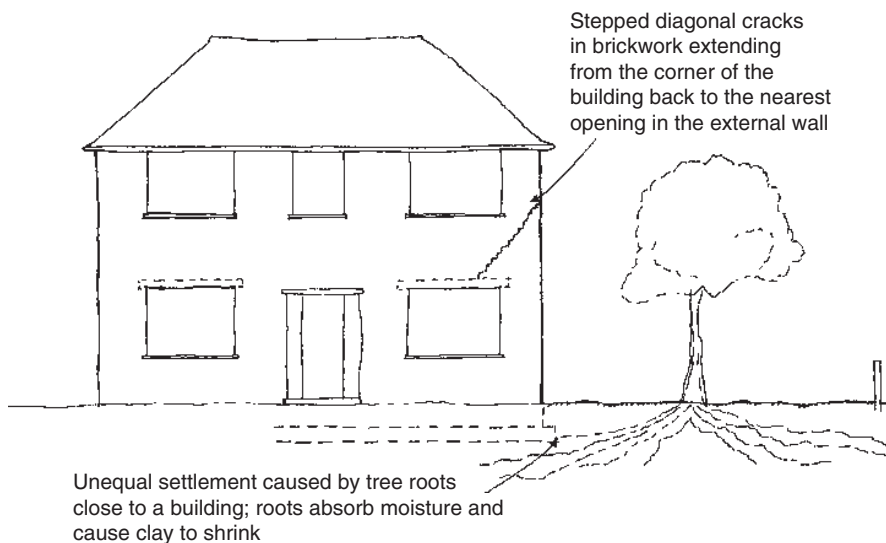 Stepped diagonal cracks
in brickwork extending
from the corner of the
building back to the nearest
opening in the external wall
Unequal settlement caused by tree roots
close to a building; roots absorb moisture and
cause clay to shrink